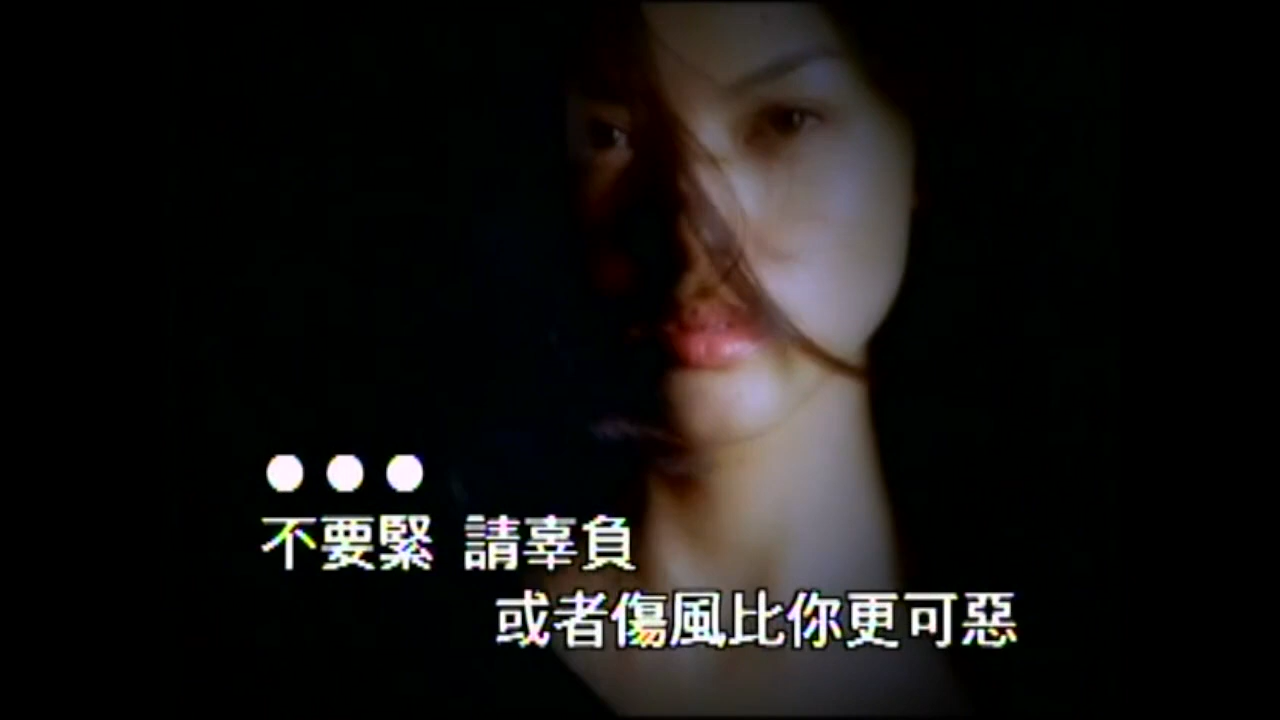 ●●●
不要緊 請辜負
或者傷風比你更可惡